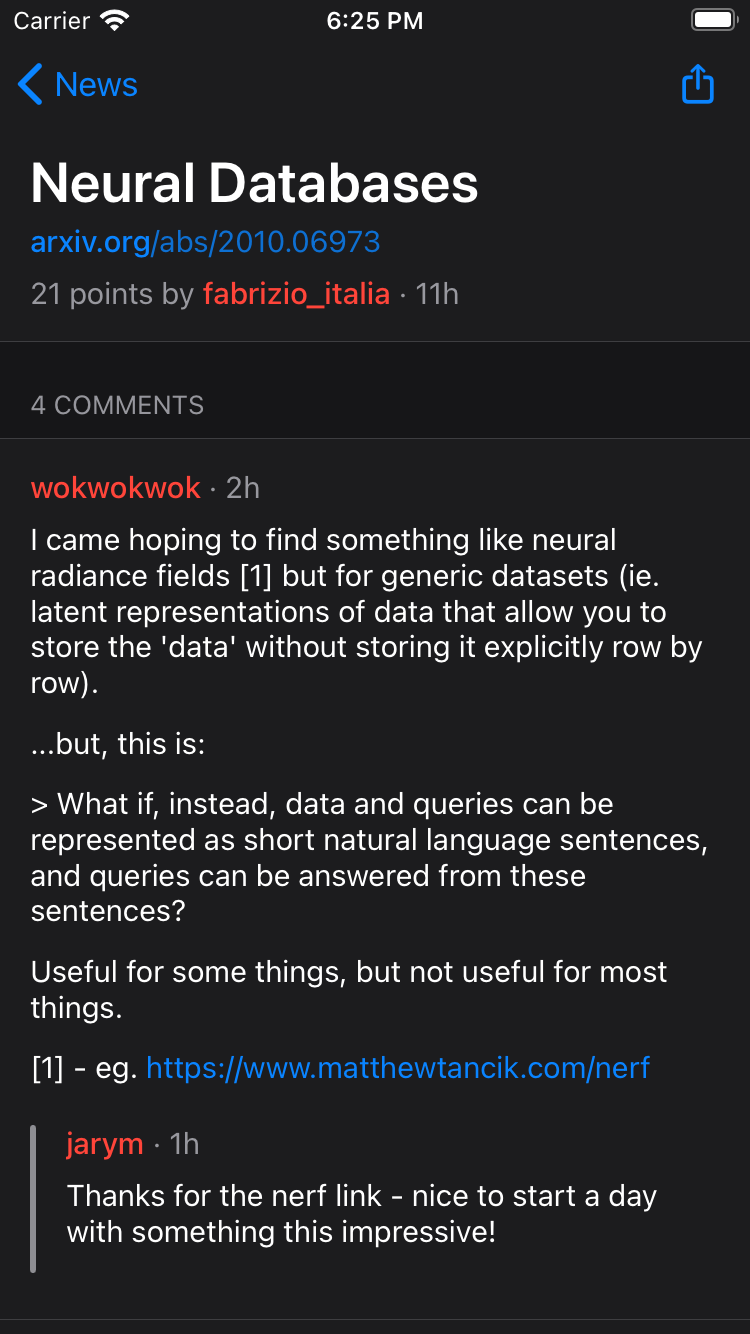 Carrier 6:25 PM
News
Neural Databases
arxiv.org/abs/2010.06973
21 points by fabrizio_italia · 11h
4 COMMENTS
wokwokwok · 2h
I came hoping to find something like neural
radiance fields [1] but for generic datasets (ie.
latent representations of data that allow you to
store the 'data' without storing it explicitly row by
row).
...but, this is:
> What if, instead, data and queries can be
represented as short natural language sentences,
and queries can be answered from these
sentences?
Useful for some things, but not useful for most
things.
[1] - eg. https://www.matthewtancik.com/nerf
jarym · 1h
Thanks for the nerf link - nice to start a day
with something this impressive!